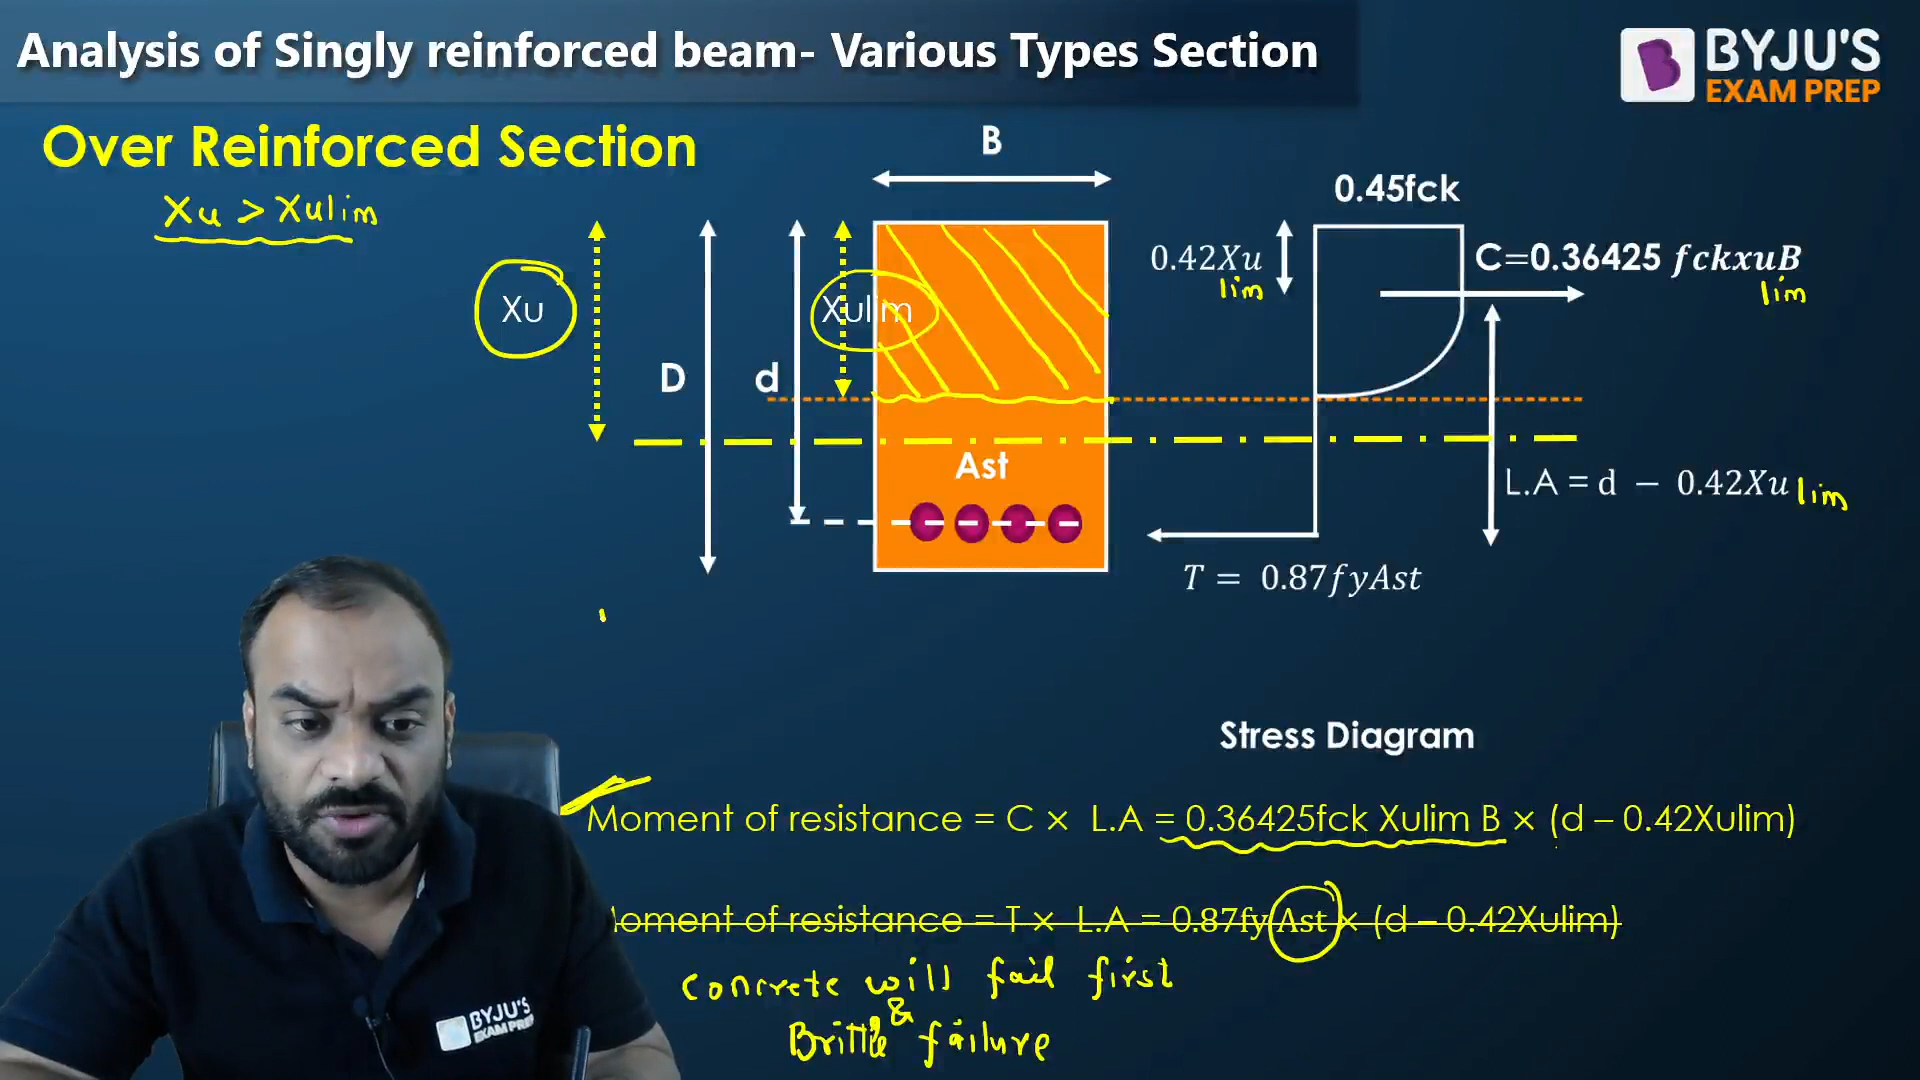 Analysis of Singly reinforced beam- Various Types Section
BYJU'S
EXAM PREP
Over Reinforced Section
Xu > Xulim
B
0.45fck
0.42Xu
lim
C=0.36425 fckxuB
lim
Xu
Xulim
D
d
Ast
L.A = d − 0.42Xu lim
T = 0.87fyAst
Stress Diagram
Moment of resistance = C × L.A = 0.36425fck Xulim B × (d – 0.42Xulim)
Moment of resistance = T × L.A = 0.87fy Ast × (d – 0.42Xulim)
Concrete will fail first
&
Brittle failure
BYJU'S
EXAM PREP